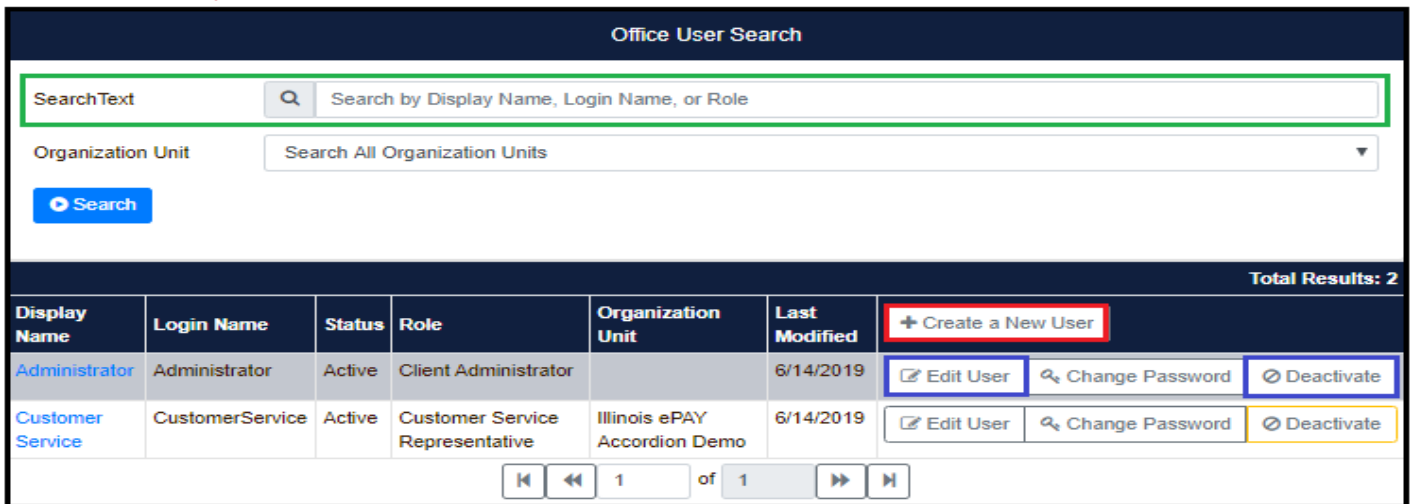 Office User Search
SearchText
Search by Display Name, Login Name, or Role
Organization Unit
Search All Organization Units
Search
Total Results: 2
Display Name Login Name Status Role Organization Unit Last Modified + Create a New User
Administrator Administrator Active Client Administrator 6/14/2019 Edit User Change Password Deactivate
Customer Service CustomerService Active Customer Service Representative Illinois ePAY Accordion Demo 6/14/2019 Edit User Change Password Deactivate
1 of 1